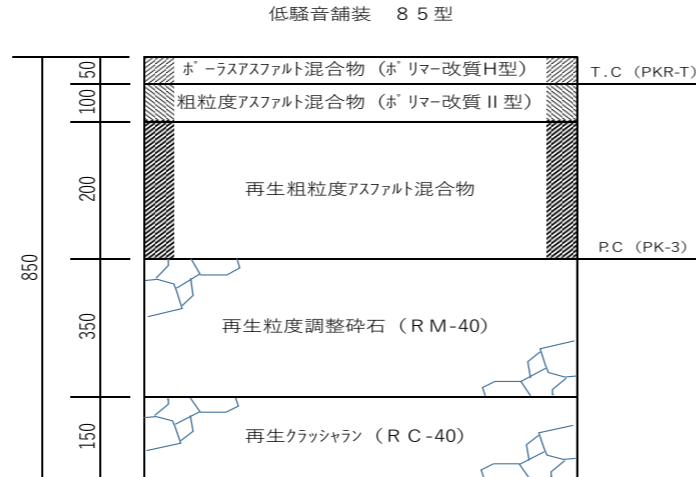 低騒音舗装 85型
50
ポーラスアスファルト混合物(ポリマー改質H型)
T.C (PKR-T)
100
粗粒度アスファルト混合物(ポリマー改質II型)
200
再生粗粒度アスファルト混合物
P.C (PK-3)
850
350
再生粒度調整砕石(RM-40)
150
再生クラッシャラン(RC-40)